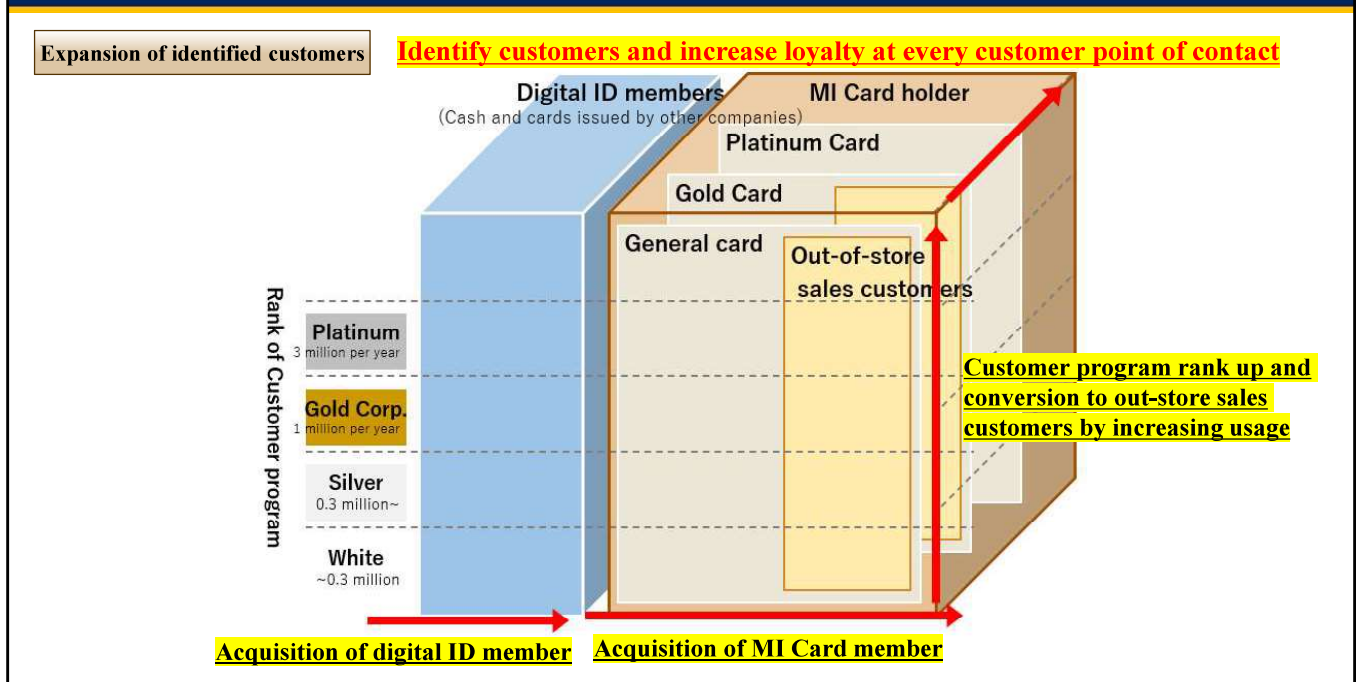 Expansion of identified customers
Identify customers and increase loyalty at every customer point of contact
Digital ID members
(Cash and cards issued by other companies)
MI Card holder
Platinum Card
Gold Card
General card
Out-of-store
sales customers
Rank of Customer program
Platinum
3 million per year
Gold Corp.
1 million per year
Silver
0.3 million~
White
~0.3 million
Customer program rank up and
conversion to out-store sales
customers by increasing usage
Acquisition of digital ID member
Acquisition of MI Card member